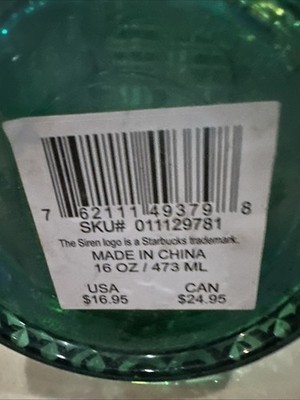 7 62111 49379 8
SKU# 011129781
The Siren logo is a Starbucks trademark.
MADE IN CHINA
16 OZ / 473 ML
USA CAN
$16.95 $24.95